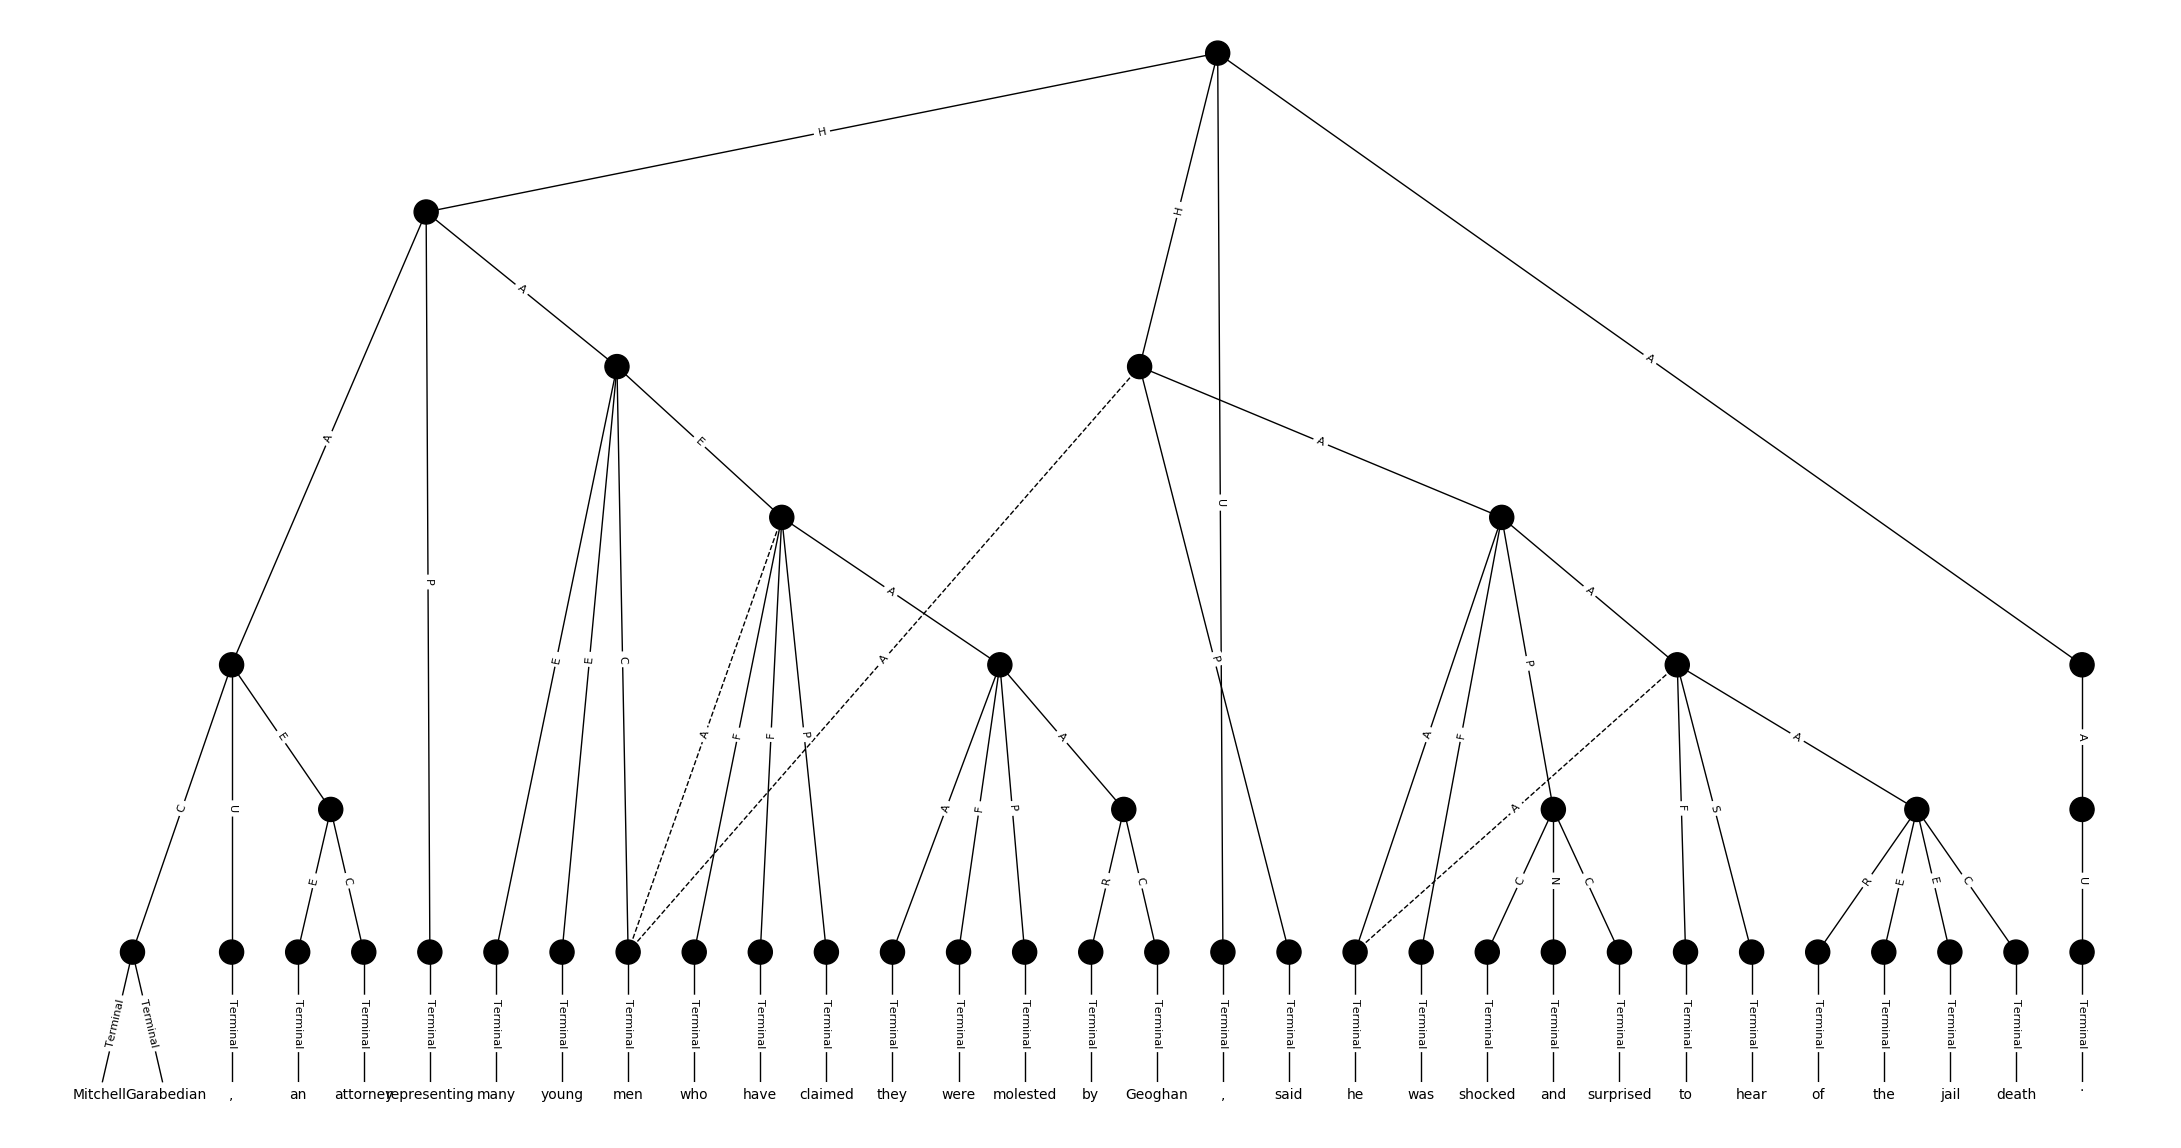 H
H
A
A
A
U
A
P
E
A
A
E
E
C
A
P
A
A
F
F
P
A
F
P
A
A
E
A
F
P
A
A
A
C
U
A
F
S
E
C
R
C
C
N
C
R
E
E
C
U
Terminal Terminal Terminal Terminal Terminal Terminal Terminal Terminal Terminal Terminal Terminal Terminal Terminal Terminal Terminal Terminal Terminal Terminal Terminal Terminal Terminal Terminal Terminal Terminal Terminal Terminal Terminal Terminal Terminal Terminal Terminal
Mitchell Garabedian , an attorney representing many young men who have claimed they were molested by Geoghan , said he was shocked and surprised to hear of the jail death .